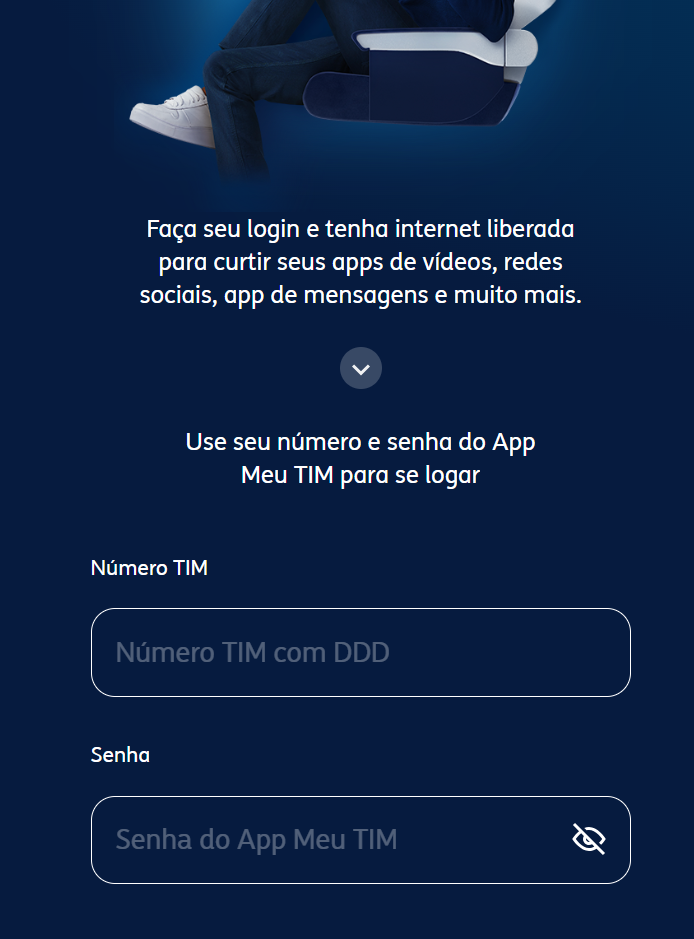 Faça seu login e tenha internet liberada
para curtir seus apps de vídeos, redes
sociais, app de mensagens e muito mais.
Use seu número e senha do App
Meu TIM para se logar
Número TIM
Número TIM com DDD
Senha
Senha do App Meu TIM